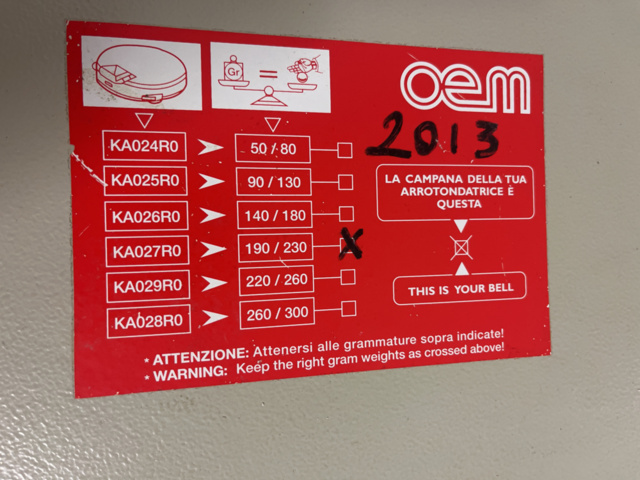 Gr
=
oem
2013
KA024R0 50 / 80
KA025R0 90 / 130
KA026R0 140 / 180
KA027R0 190 / 230 X
KA029R0 220 / 260
KA028R0 260 / 300
LA CAMPANA DELLA TUA
ARROTONDATRICE È
QUESTA
THIS IS YOUR BELL
* ATTENZIONE: Attenersi alle grammature sopra indicate!
* WARNING: Keep the right gram weights as crossed above!